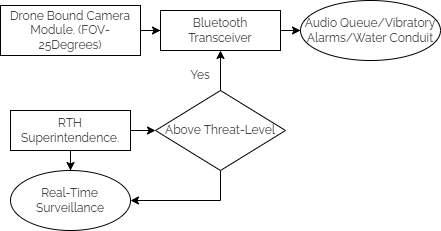 Drone Bound Camera
Module. (FOV-
25Degrees)
Bluetooth
Transceiver
Audio Queue/Vibratory
Alarms/Water Conduit
Yes
RTH
Superintendence.
Above Threat-Level
Real-Time
Surveillance